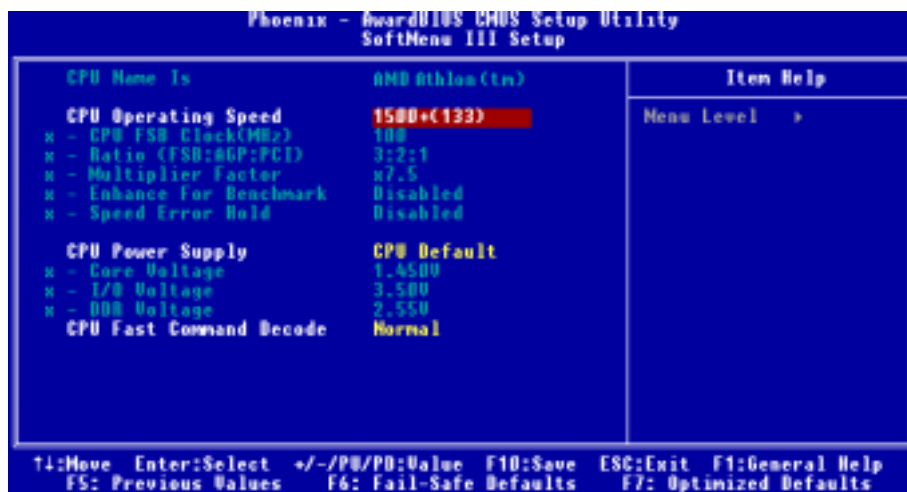 Phoenix - AwardBIOS CMOS Setup Utility
SoftMenu III Setup
CPU Name Is AMD Athlon(tm)
Item Help
CPU Operating Speed 1500+(133)
Menu Level ▸
x - CPU FSB Clock(MHz) 100
x - Ratio (FSB:AGP:PCI) 3:2:1
x - Multiplier Factor x7.5
x - Enhance For Benchmark Disabled
x - Speed Error Hold Disabled
CPU Power Supply CPU Default
x - Core Voltage 1.450V
x - I/O Voltage 3.50V
x - DDR Voltage 2.55V
CPU Fast Command Decode Normal
↑↓:Move Enter:Select +/-/PU/PD:Value F10:Save ESC:Exit F1:General Help
F5: Previous Values F6: Fail-Safe Defaults F7: Optimized Defaults